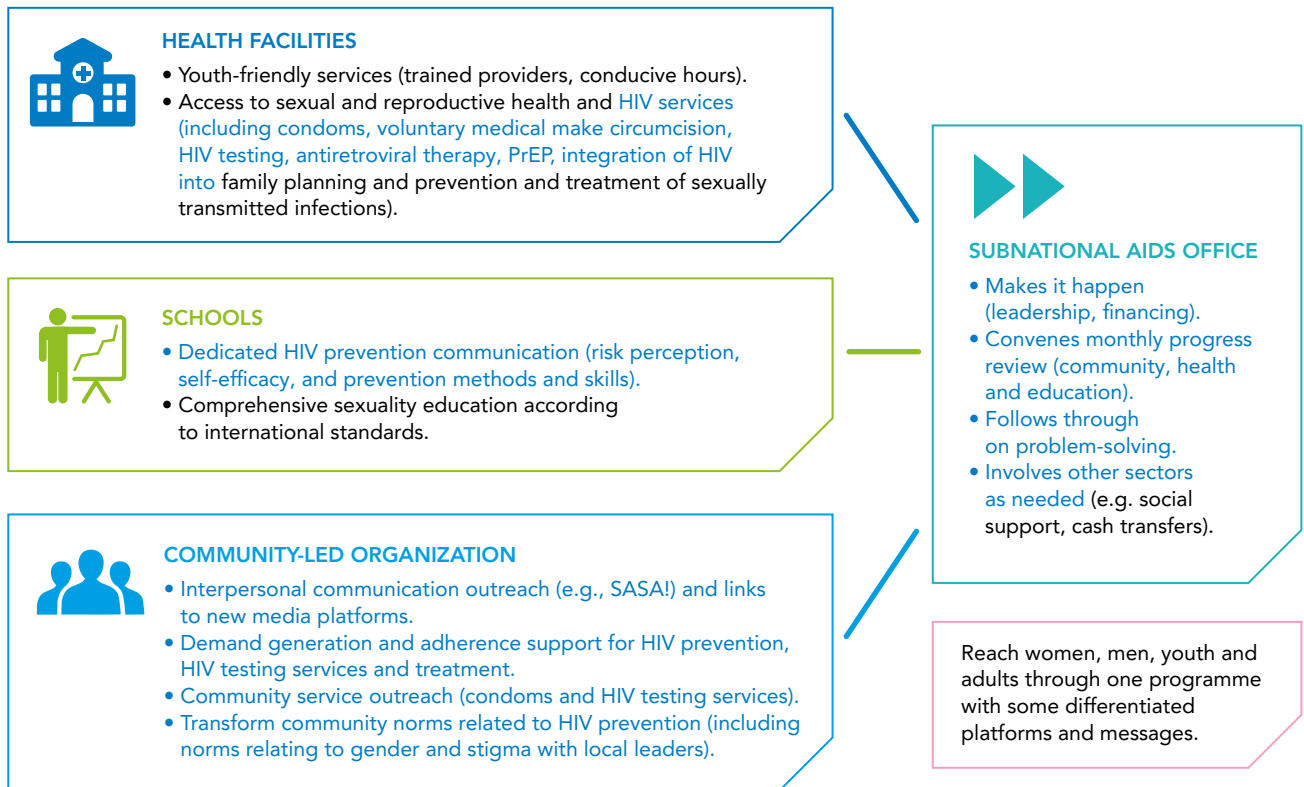 HEALTH FACILITIES
• Youth-friendly services (trained providers, conducive hours).
• Access to sexual and reproductive health and HIV services
(including condoms, voluntary medical make circumcision,
HIV testing, antiretroviral therapy, PrEP, integration of HIV
into family planning and prevention and treatment of sexually
transmitted infections).
SCHOOLS
• Dedicated HIV prevention communication (risk perception,
self-efficacy, and prevention methods and skills).
• Comprehensive sexuality education according
to international standards.
COMMUNITY-LED ORGANIZATION
• Interpersonal communication outreach (e.g., SASA!) and links
to new media platforms.
• Demand generation and adherence support for HIV prevention,
HIV testing services and treatment.
• Community service outreach (condoms and HIV testing services).
• Transform community norms related to HIV prevention (including
norms relating to gender and stigma with local leaders).
SUBNATIONAL AIDS OFFICE
• Makes it happen
(leadership, financing).
• Convenes monthly progress
review (community, health
and education).
• Follows through
on problem-solving.
• Involves other sectors
as needed (e.g. social
support, cash transfers).
Reach women, men, youth and
adults through one programme
with some differentiated
platforms and messages.